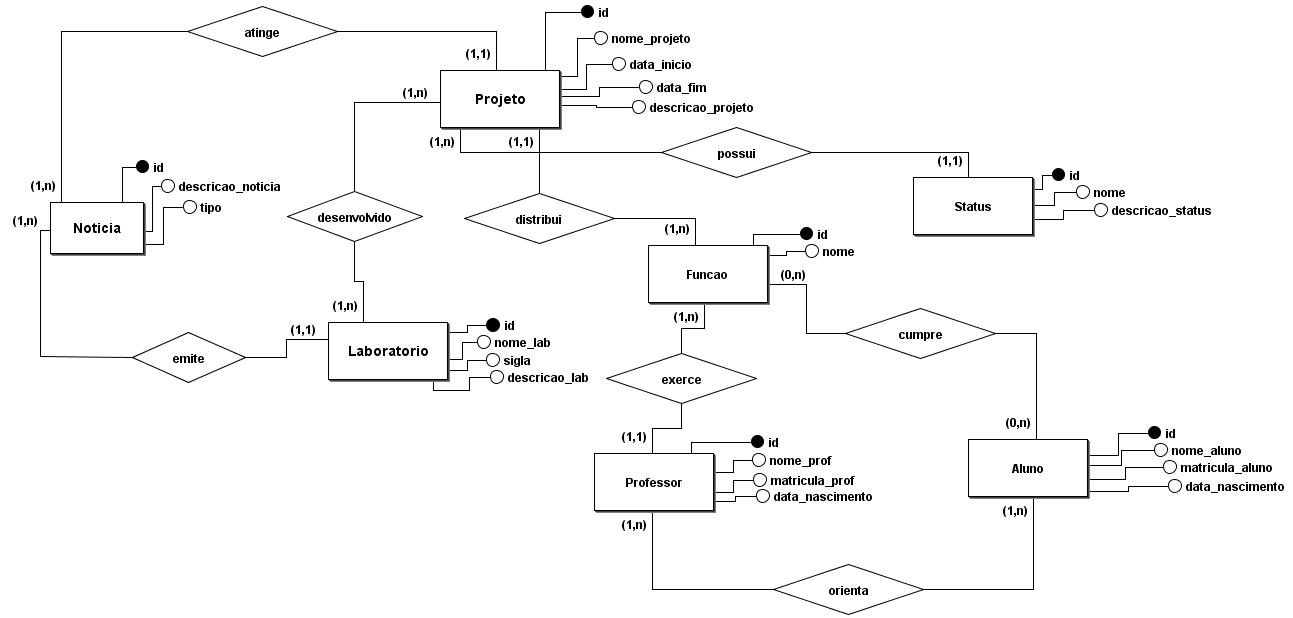 id
atinge
nome_projeto
(1,1)
data_inicio
data_fim
(1,n)
Projeto
descricao_projeto
(1,n)
(1,1)
possui
(1,1)
id
descricao_noticia
(1,n)
tipo
(1,n)
Noticia
desenvolvido
distribui
(1,n)
id
nome
Status
descricao_status
id
nome
Funcao
(0,n)
(1,n)
(1,n)
(1,1)
id
nome_lab
sigla
descricao_lab
Laboratorio
emite
cumpre
exerce
(1,1)
(0,n)
id
nome_prof
matricula_prof
data_nascimento
Professor
id
nome_aluno
matricula_aluno
data_nascimento
Aluno
(1,n)
(1,n)
orienta